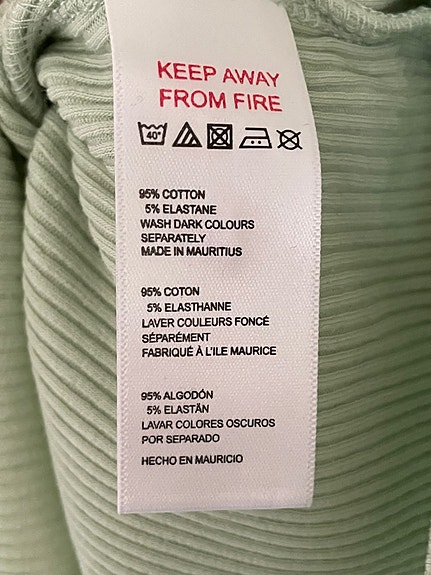 KEEP AWAY
FROM FIRE
40°
95% COTTON
5% ELASTANE
WASH DARK COLOURS
SEPARATELY
MADE IN MAURITIUS
95% COTON
5% ELASTHANNE
LAVER COULEURS FONCÉ
SÉPARÉMENT
FABRIQUÉ À L'ILE MAURICE
95% ALGODÓN
5% ELASTÄN
LAVAR COLORES OSCUROS
POR SEPARADO
HECHO EN MAURICIO